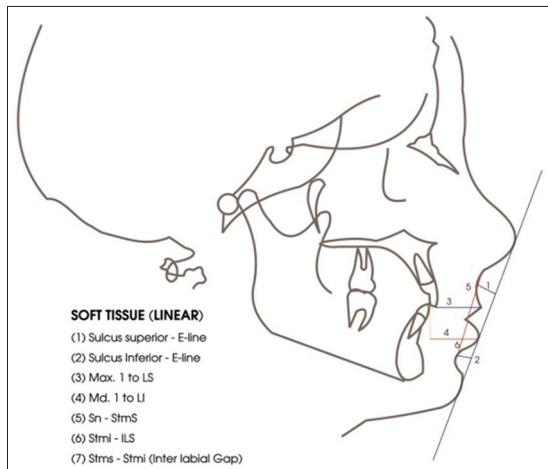 5
1
3
4
6
2
SOFT TISSUE (LINEAR)
(1) Sulcus superior - E-line
(2) Sulcus Inferior - E-line
(3) Max. 1 to LS
(4) Md. 1 to LI
(5) Sn - StmS
(6) Stmi - ILS
(7) Stms - Stmi (Inter labial Gap)